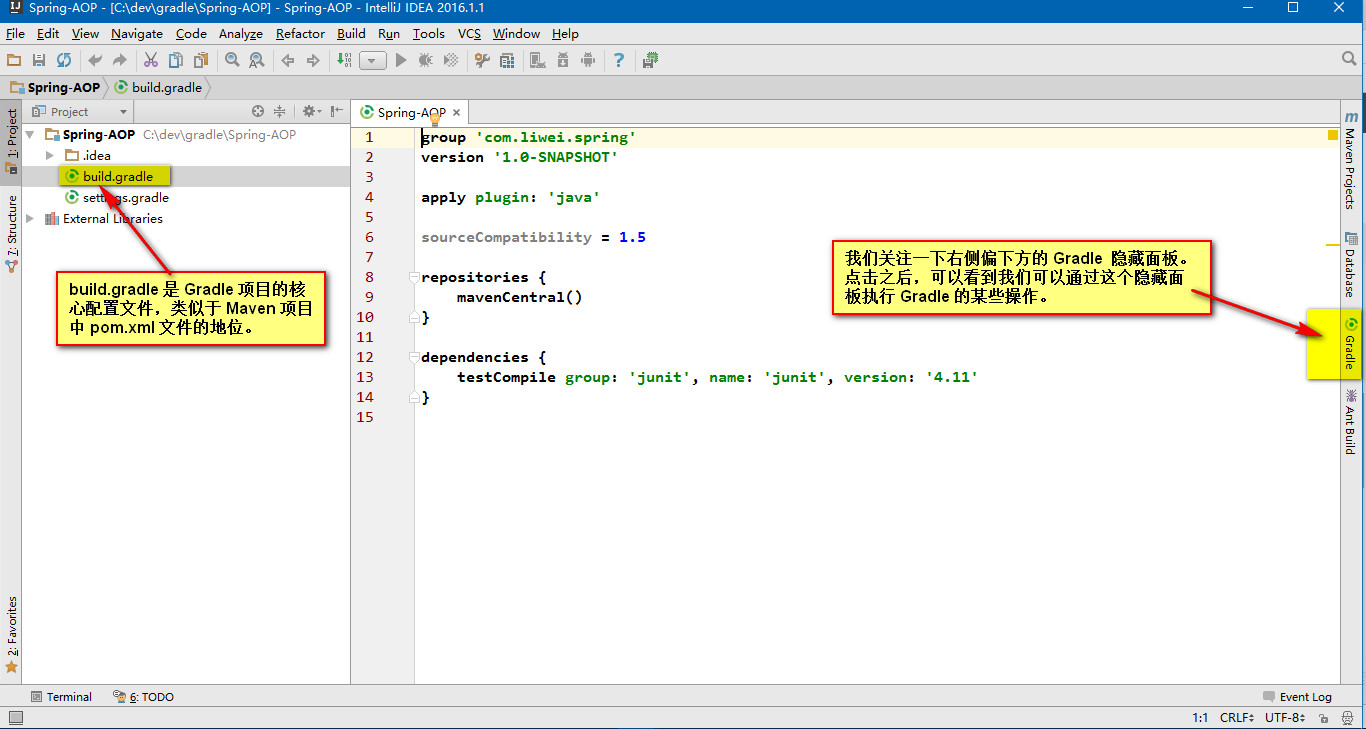 Spring-AOP - [C:\dev\gradle\Spring-AOP] - Spring-AOP - IntelliJ IDEA 2016.1.1
File Edit View Navigate Code Analyze Refactor Build Run Tools VCS Window Help
Spring-AOP build.gradle
Project
Spring-AOP
1: Project
7: Structure
2: Favorites
Spring-AOP C:\dev\gradle\Spring-AOP
.idea
build.gradle
settings.gradle
External Libraries
build.gradle 是 Gradle 项目的核
心配置文件，类似于 Maven 项目
中 pom.xml 文件的地位。
1 group 'com.liwei.spring'
2 version '1.0-SNAPSHOT'
3
4 apply plugin: 'java'
5
6 sourceCompatibility = 1.5
7
8 repositories {
9 mavenCentral()
10 }
11
12 dependencies {
13 testCompile group: 'junit', name: 'junit', version: '4.11'
14 }
15
我们关注一下右侧偏下方的 Gradle 隐藏面板。
点击之后，可以看到我们可以通过这个隐藏面
板执行 Gradle 的某些操作。
Maven Projects
Database
Gradle
Ant Build
Terminal 6: TODO Event Log
1:1 CRLF UTF-8